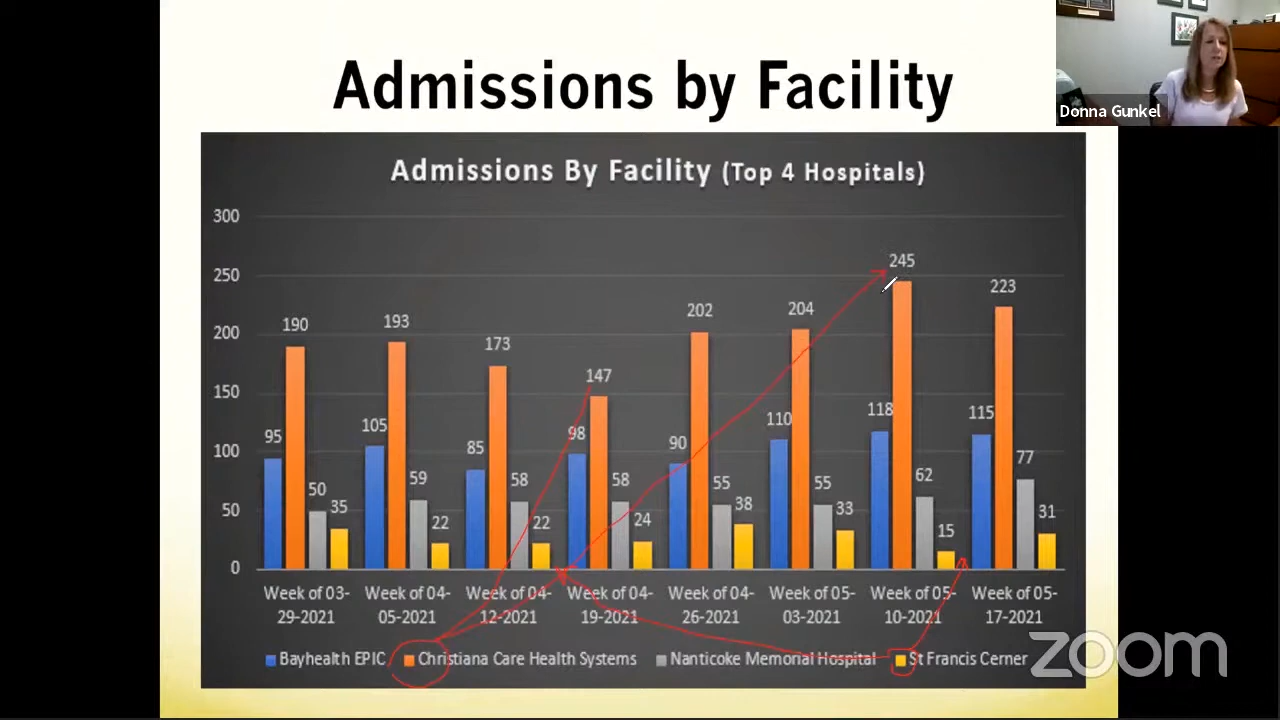 Admissions by Facility
Donna Gunkel
Admissions By Facility (Top 4 Hospitals)
300
250
200
150
100
50
0
95 190 50 35
105 193 59 22
85 173 58 22
98 147 58 24
90 202 55 38
110 204 55 33
118 245 62 15
115 223 77 31
Week of 03-
29-2021
Week of 04-
05-2021
Week of 04-
12-2021
Week of 04-
19-2021
Week of 04-
26-2021
Week of 05-
03-2021
Week of 05-
10-2021
Week of 05-
17-2021
Bayhealth EPIC Christiana Care Health Systems Nanticoke Memorial Hospital St Francis Cerner
zoom